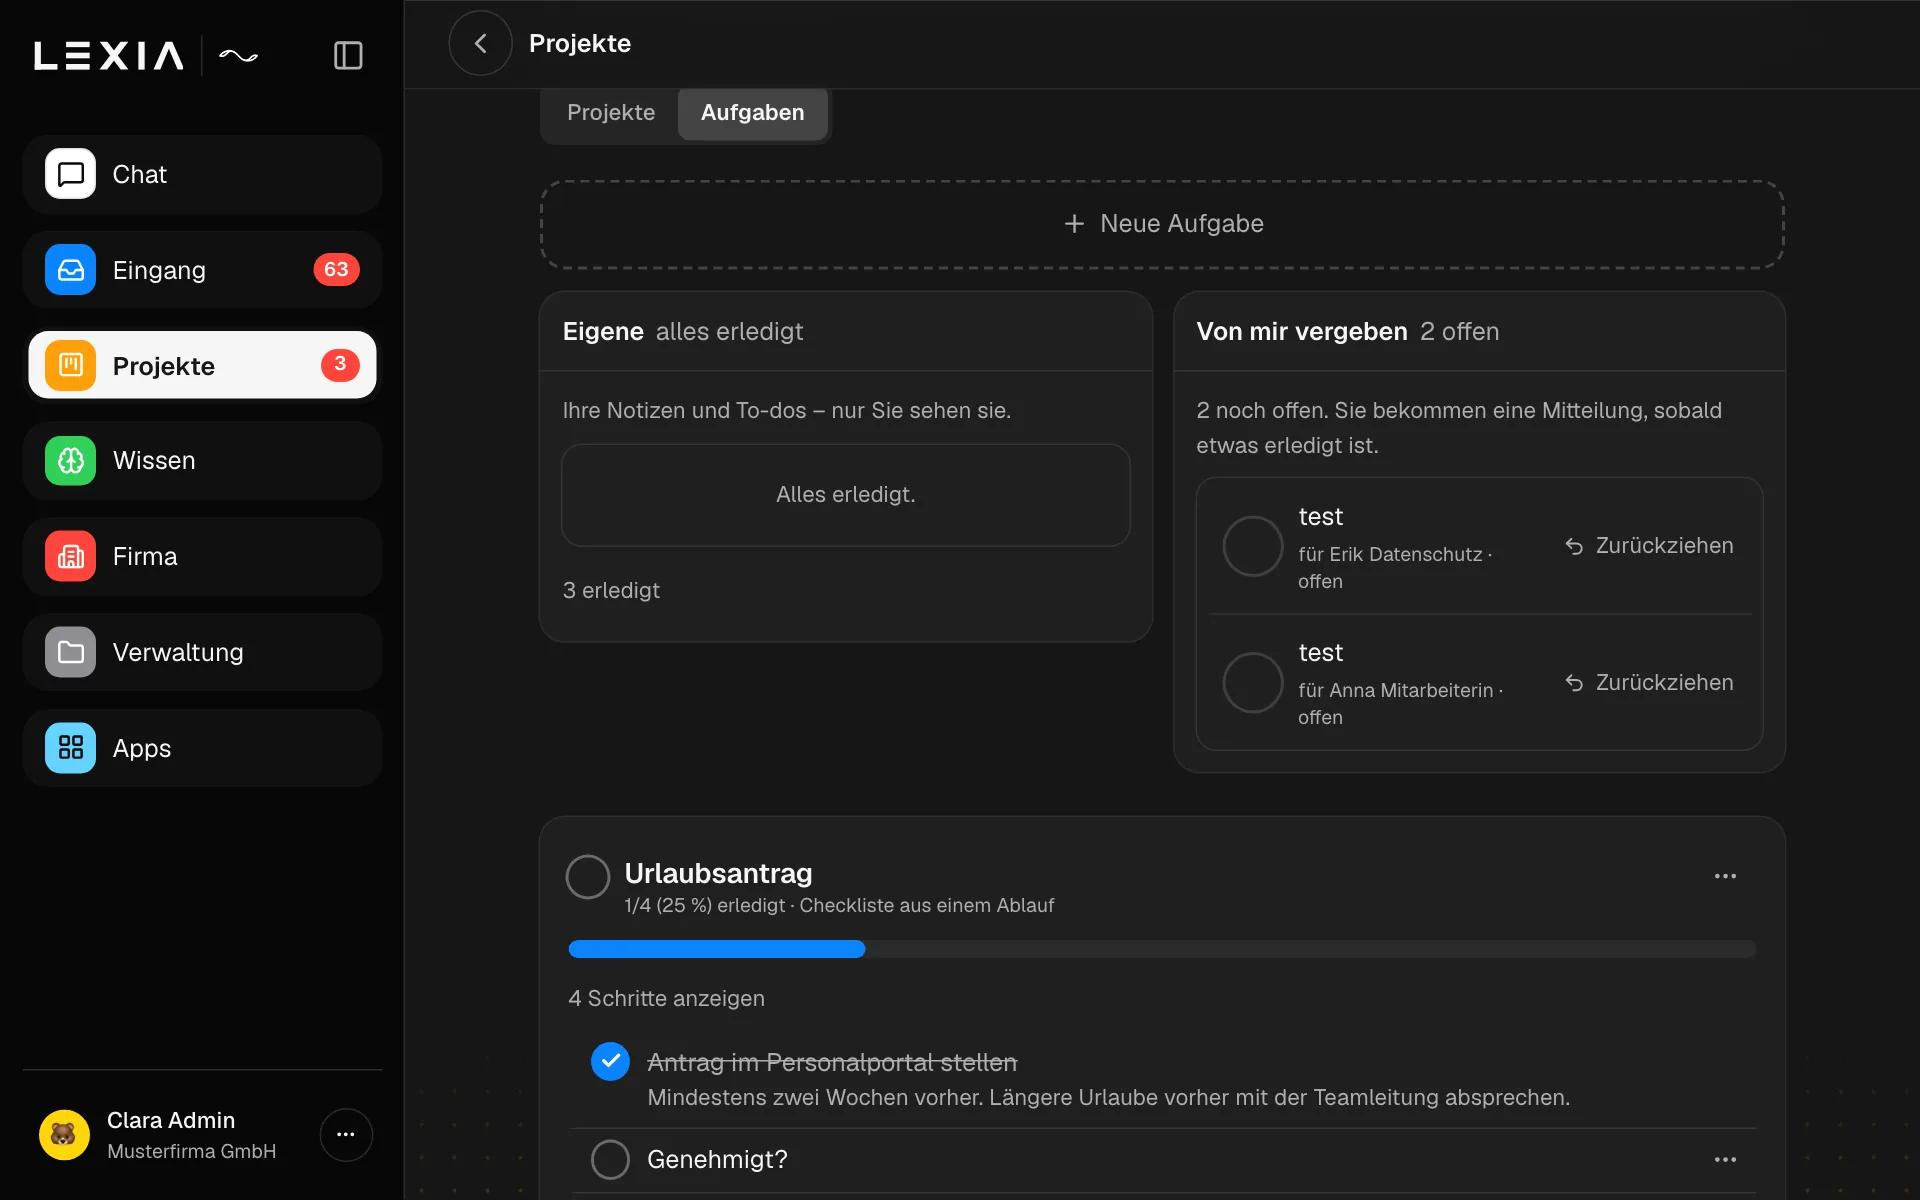 LEXIA
Projekte
Chat
Eingang 63
Projekte 3
Wissen
Firma
Verwaltung
Apps
Clara Admin
Musterfirma GmbH
Projekte Aufgaben
+ Neue Aufgabe
Eigene alles erledigt
Ihre Notizen und To-dos – nur Sie sehen sie.
Alles erledigt.
3 erledigt
Von mir vergeben 2 offen
2 noch offen. Sie bekommen eine Mitteilung, sobald
etwas erledigt ist.
test
für Erik Datenschutz ·
offen
Zurückziehen
test
für Anna Mitarbeiterin ·
offen
Zurückziehen
Urlaubsantrag
1/4 (25 %) erledigt · Checkliste aus einem Ablauf
4 Schritte anzeigen
Antrag im Personalportal stellen
Mindestens zwei Wochen vorher. Längere Urlaube vorher mit der Teamleitung absprechen.
Genehmigt?